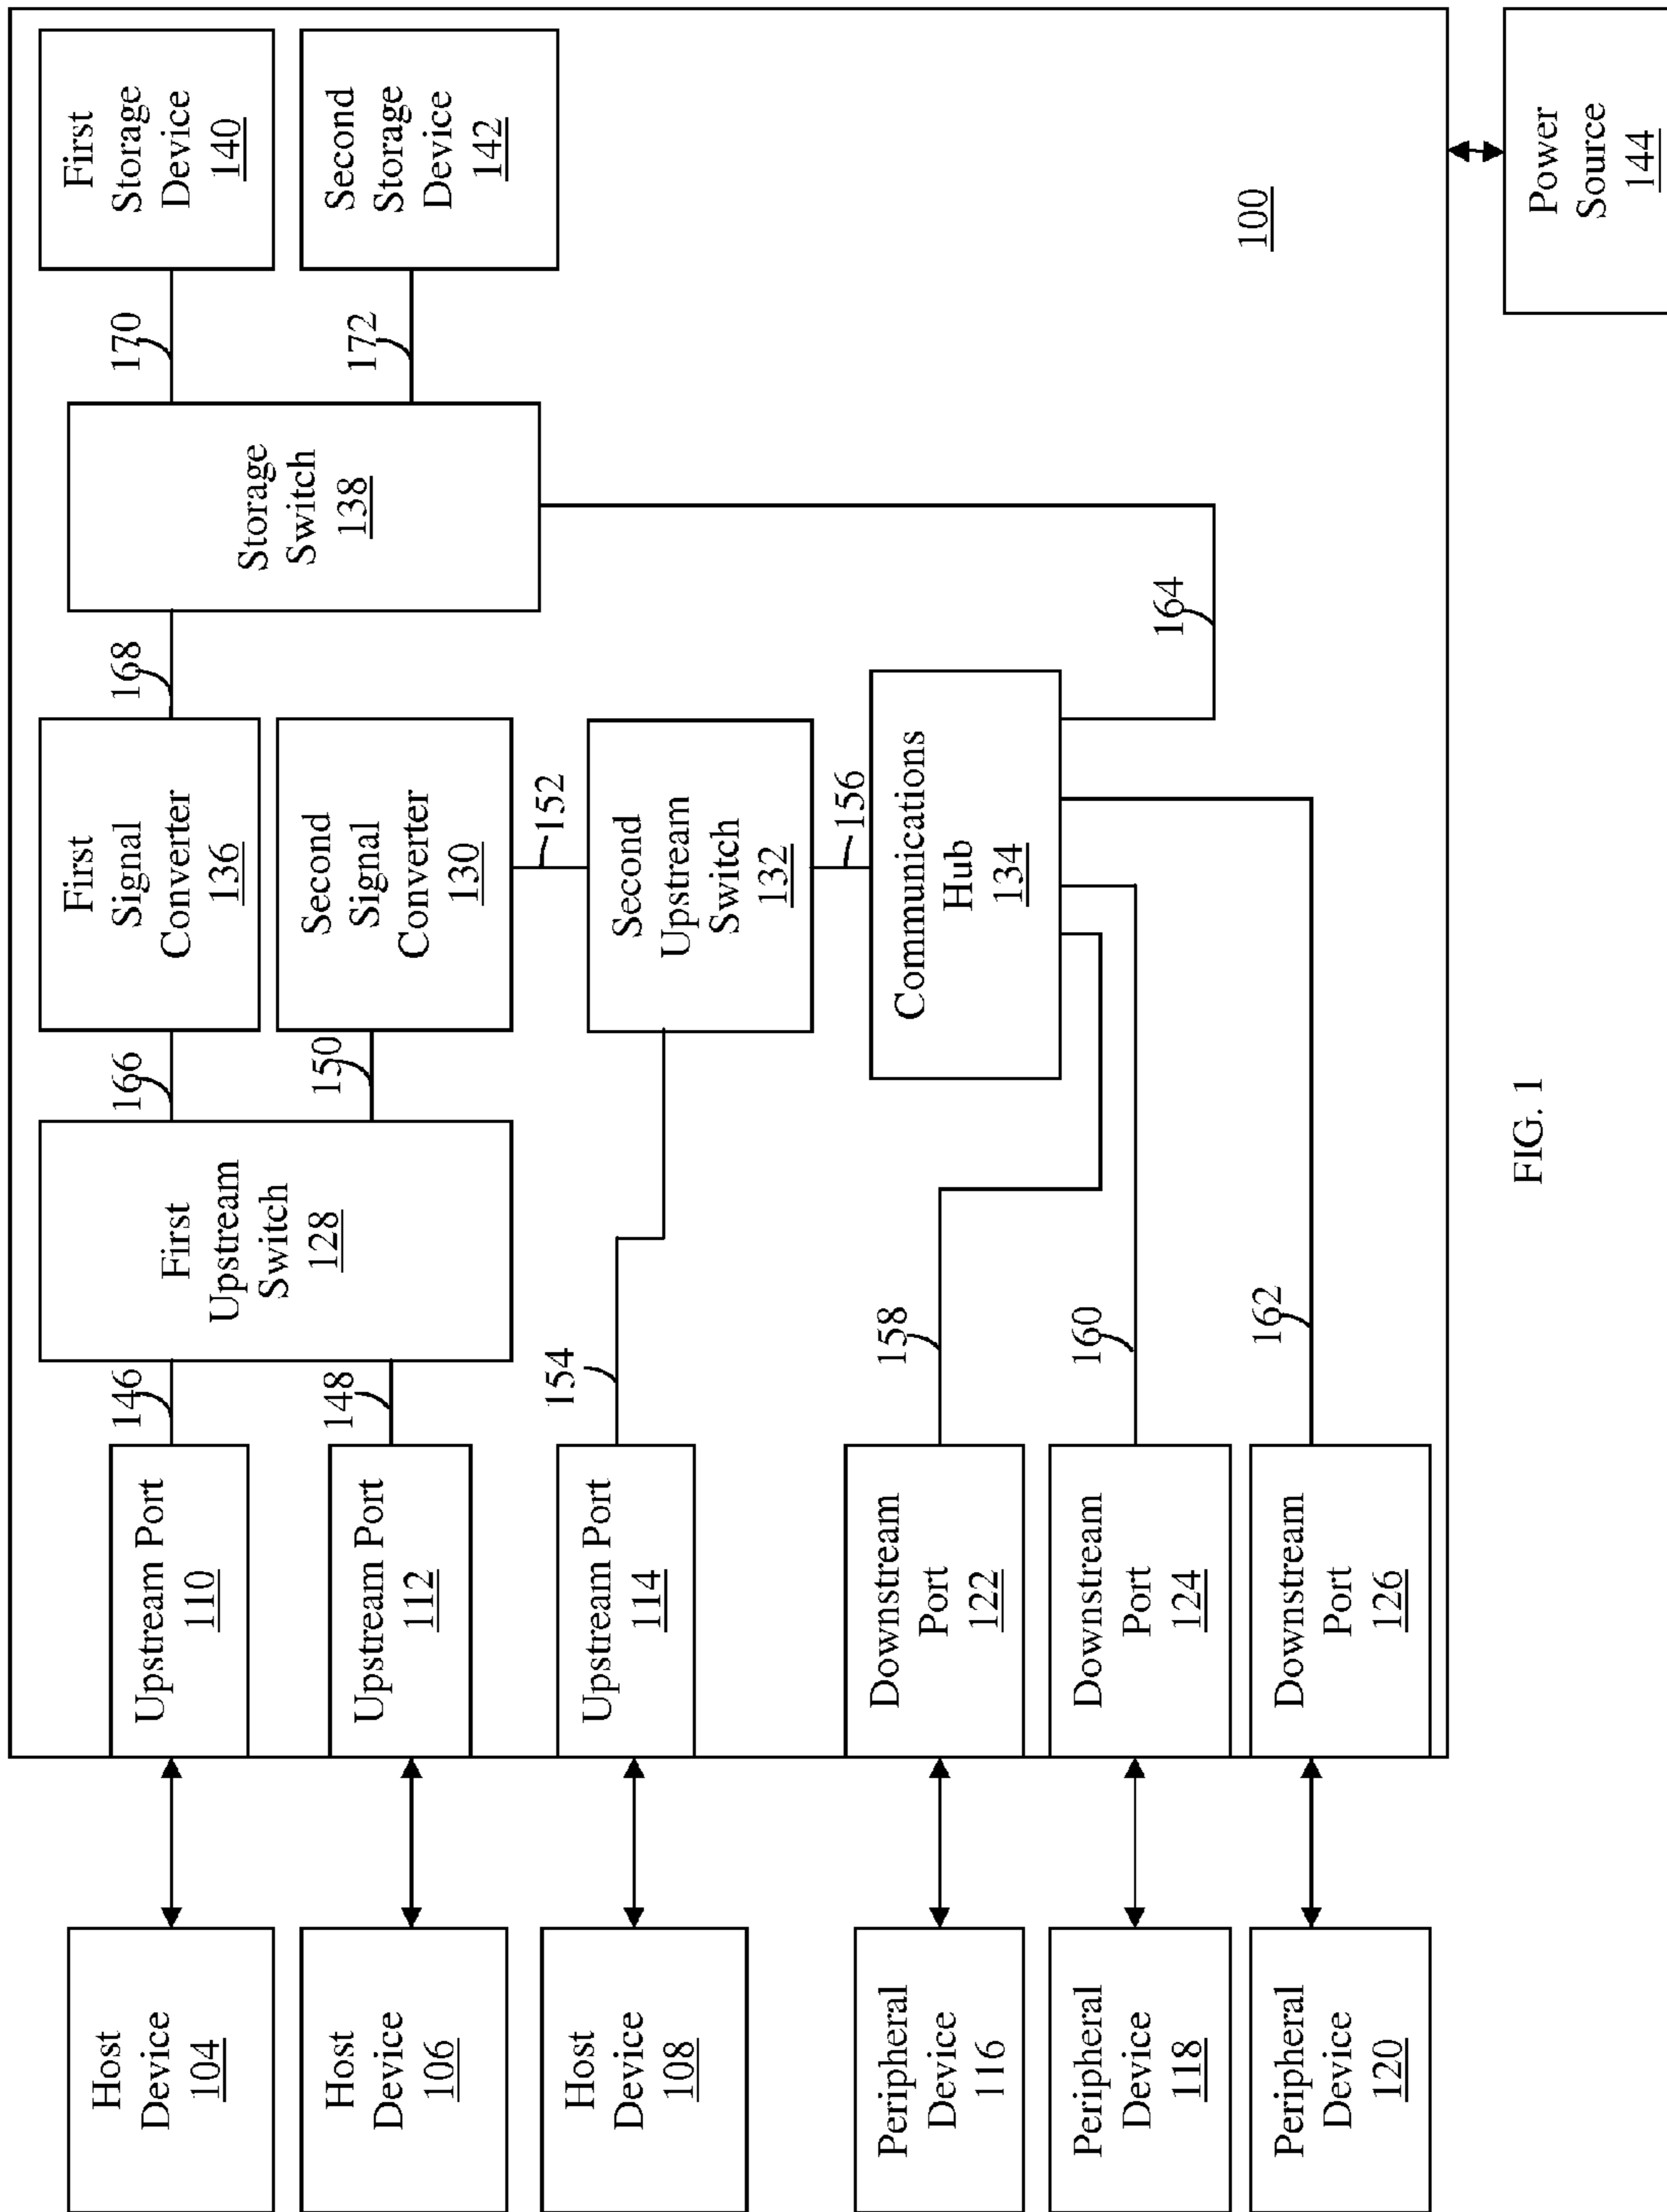 Host
Device
104
Host
Device
106
Host
Device
108
Peripheral
Device
116
Peripheral
Device
118
Peripheral
Device
120
Upstream Port
110
Upstream Port
112
Upstream Port
114
Downstream
Port
122
Downstream
Port
124
Downstream
Port
126
146
148
154
158
160
162
First
Upstream
Switch
128
166
150
First
Signal
Converter
136
Second
Signal
Converter
130
152
Second
Upstream
Switch
132
156
Communications
Hub
134
168
164
Storage
Switch
138
170
172
First
Storage
Device
140
Second
Storage
Device
142
100
Power
Source
144
FIG. 1